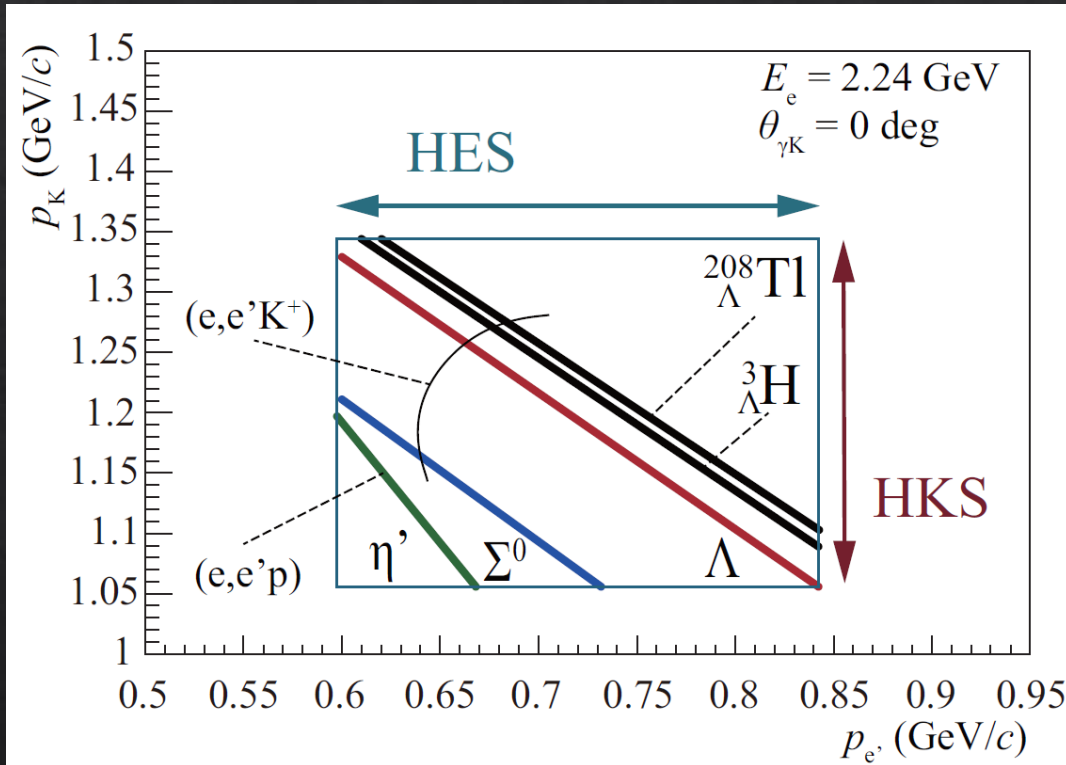 E_e = 2.24 GeV
θ_γK = 0 deg
HES
p_K (GeV/c)
1.5
1.45
1.4
1.35
1.3
1.25
1.2
1.15
1.1
1.05
1
²⁰⁸_ΛTl
³_ΛH
(e,e’K⁺)
(e,e’p)
η’
Σ⁰
Λ
HKS
0.5 0.55 0.6 0.65 0.7 0.75 0.8 0.85 0.9 0.95
p_e’ (GeV/c)